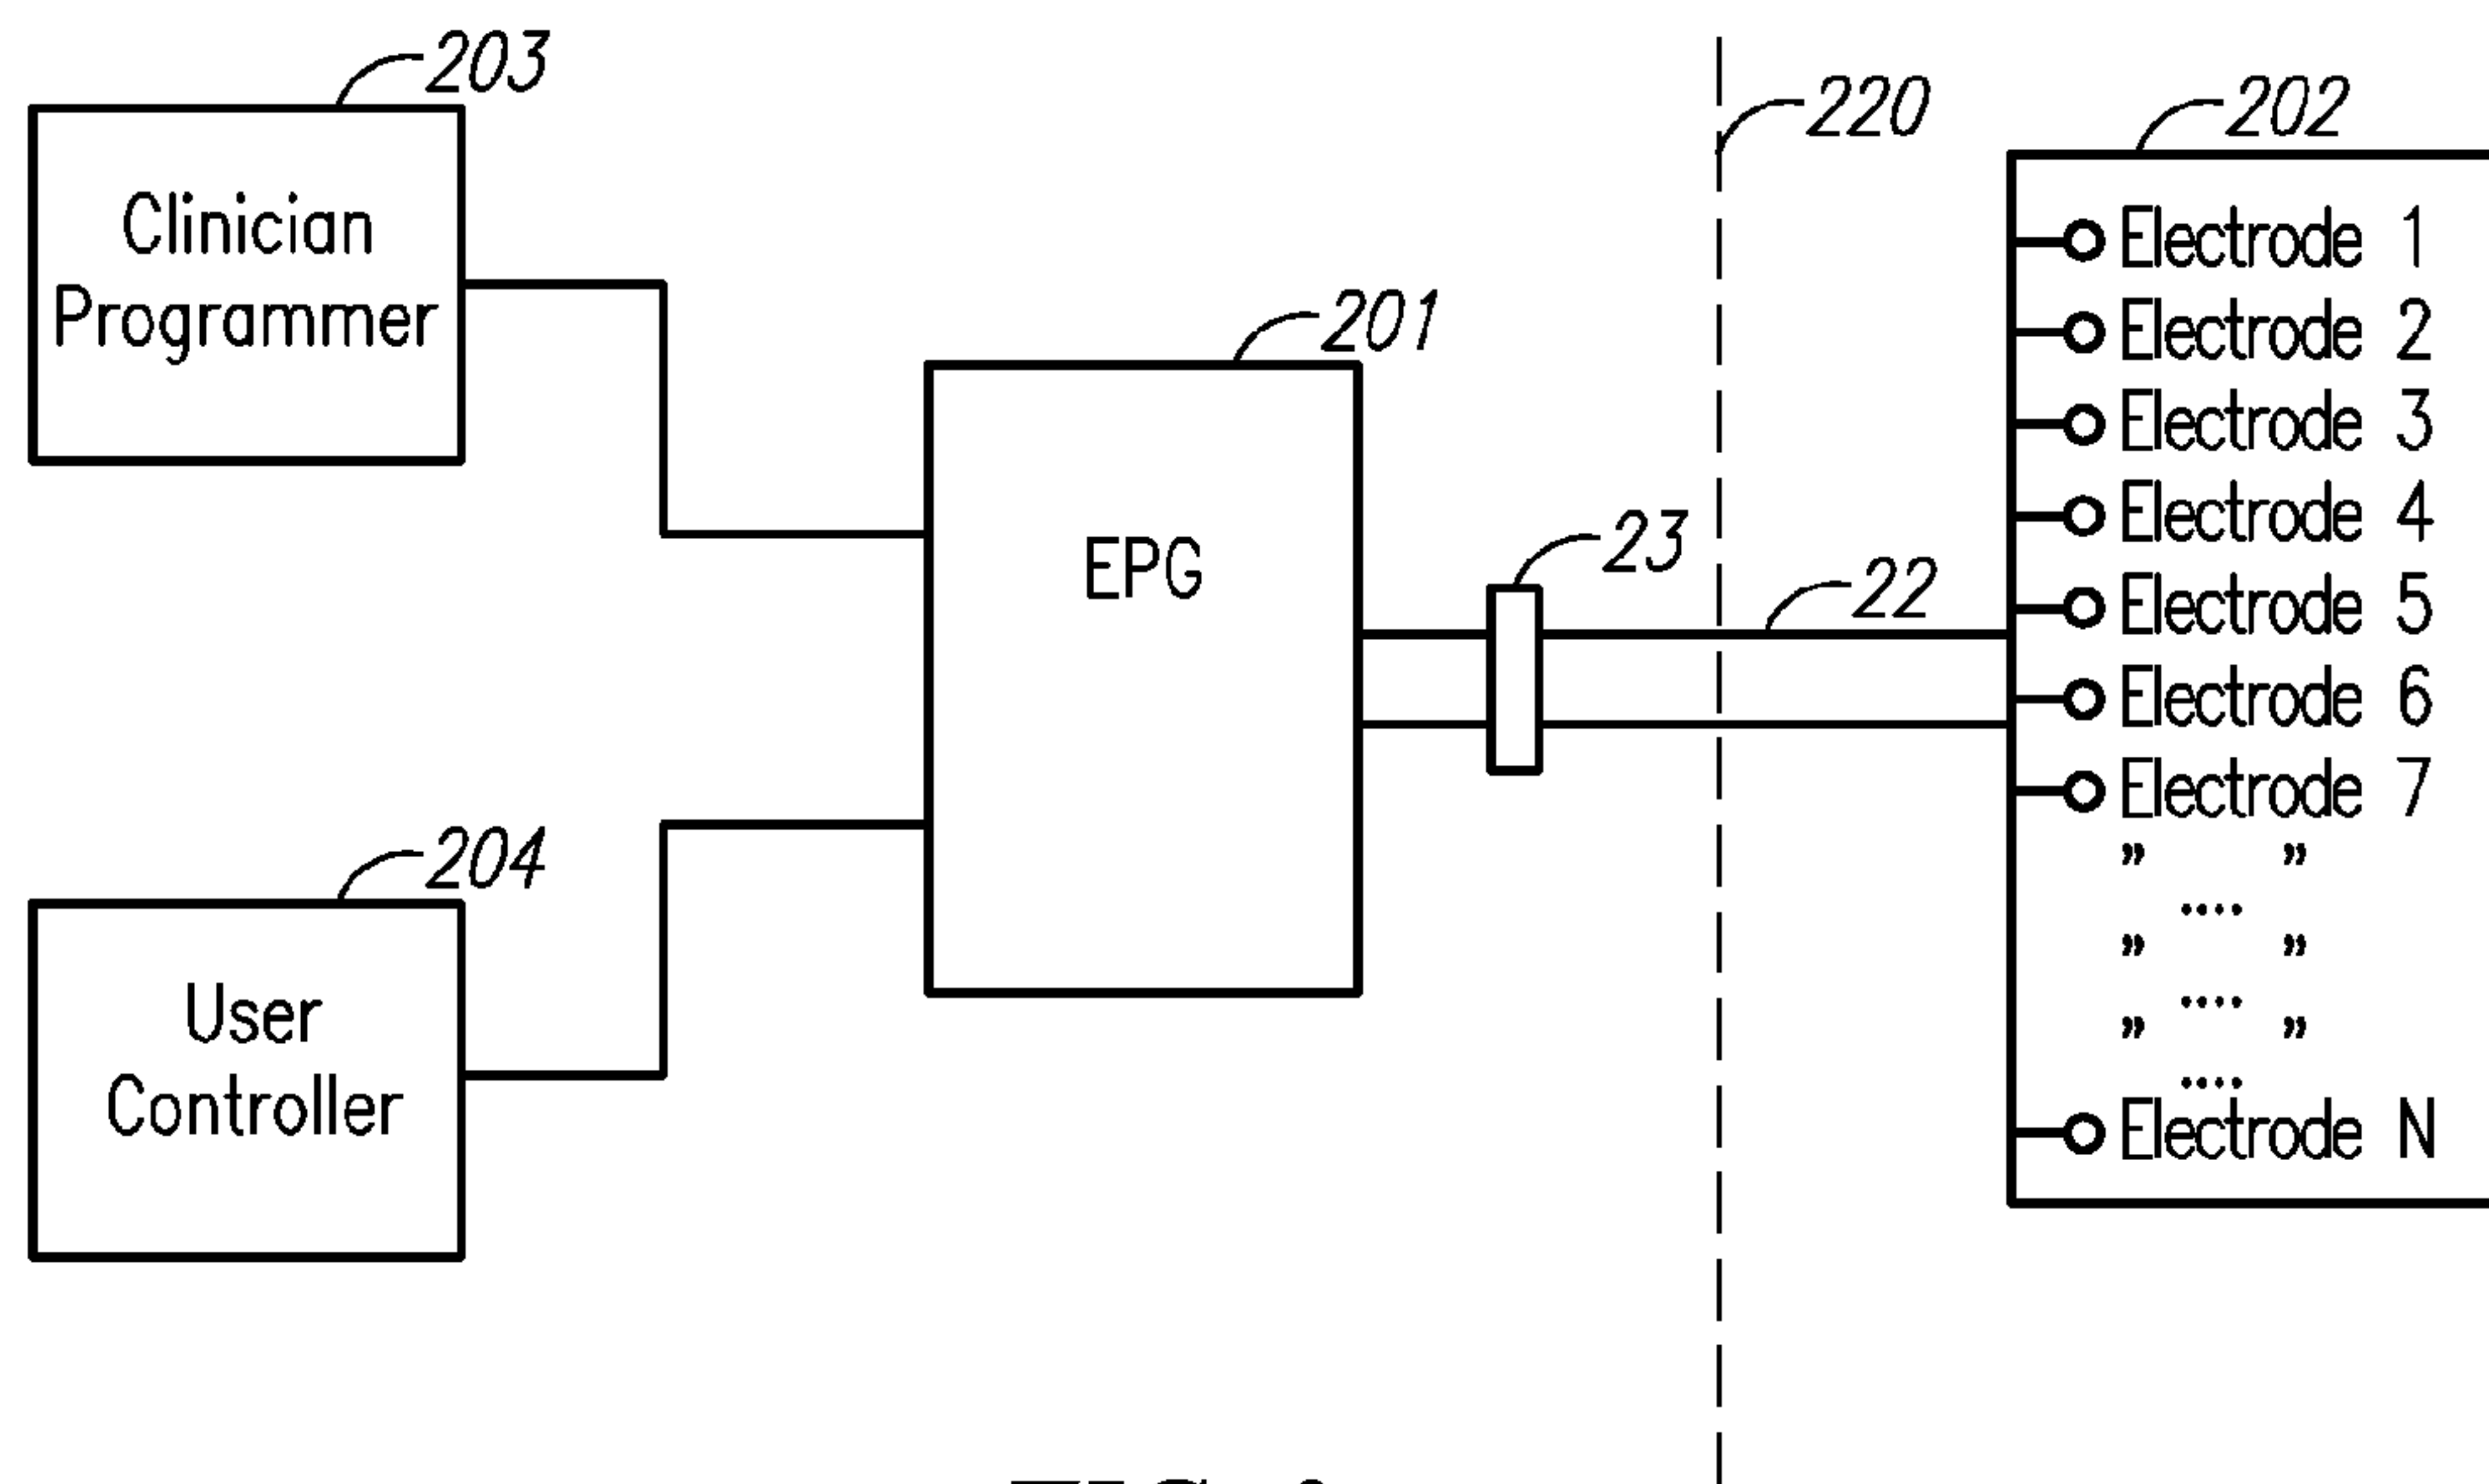 203
Clinician
Programmer
220
202
201
EPG
23
22
204
User
Controller
Electrode 1
Electrode 2
Electrode 3
Electrode 4
Electrode 5
Electrode 6
Electrode 7
” ”
....
” ”
....
” ”
....
Electrode N